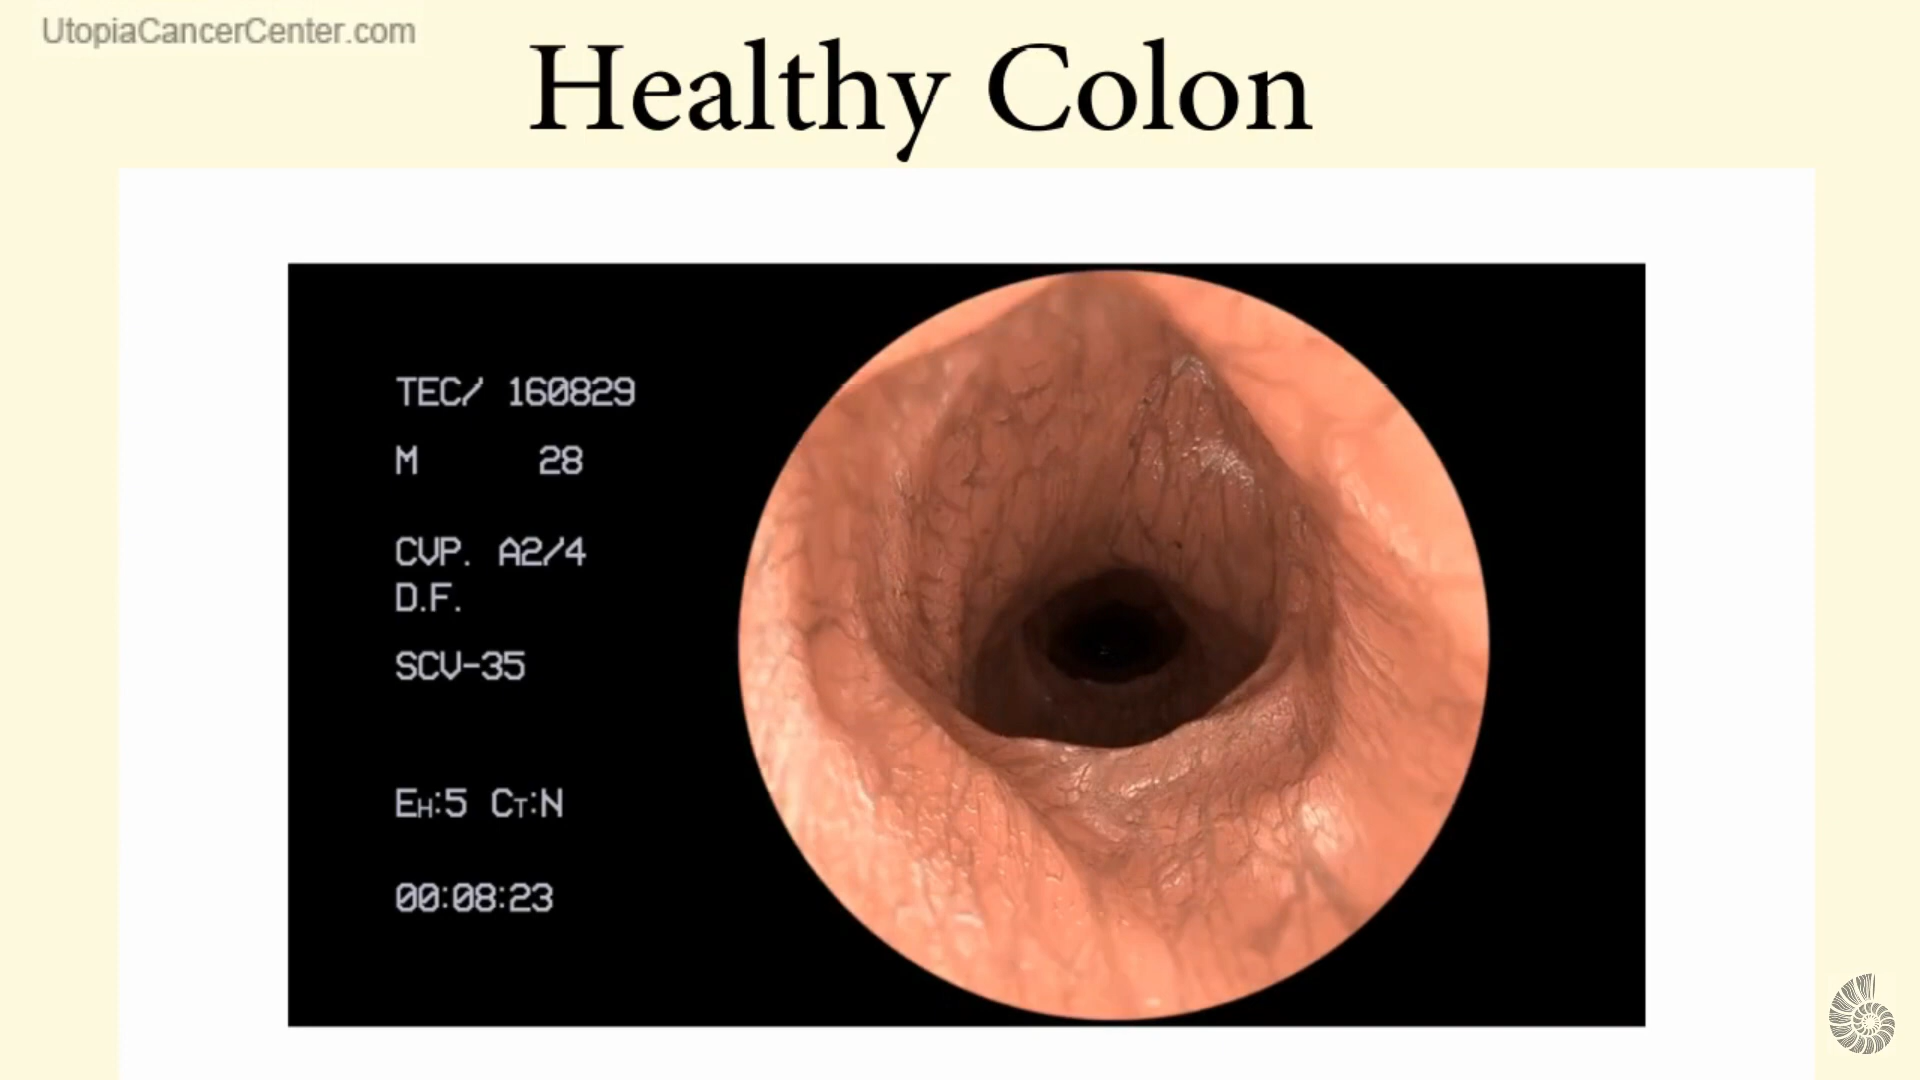 UtopiaCancerCenter.com
Healthy Colon
TEC/ 160829
M 28
CVP. A2/4
D.F.
SCV-35
EH:5 CT:N
00:08:23